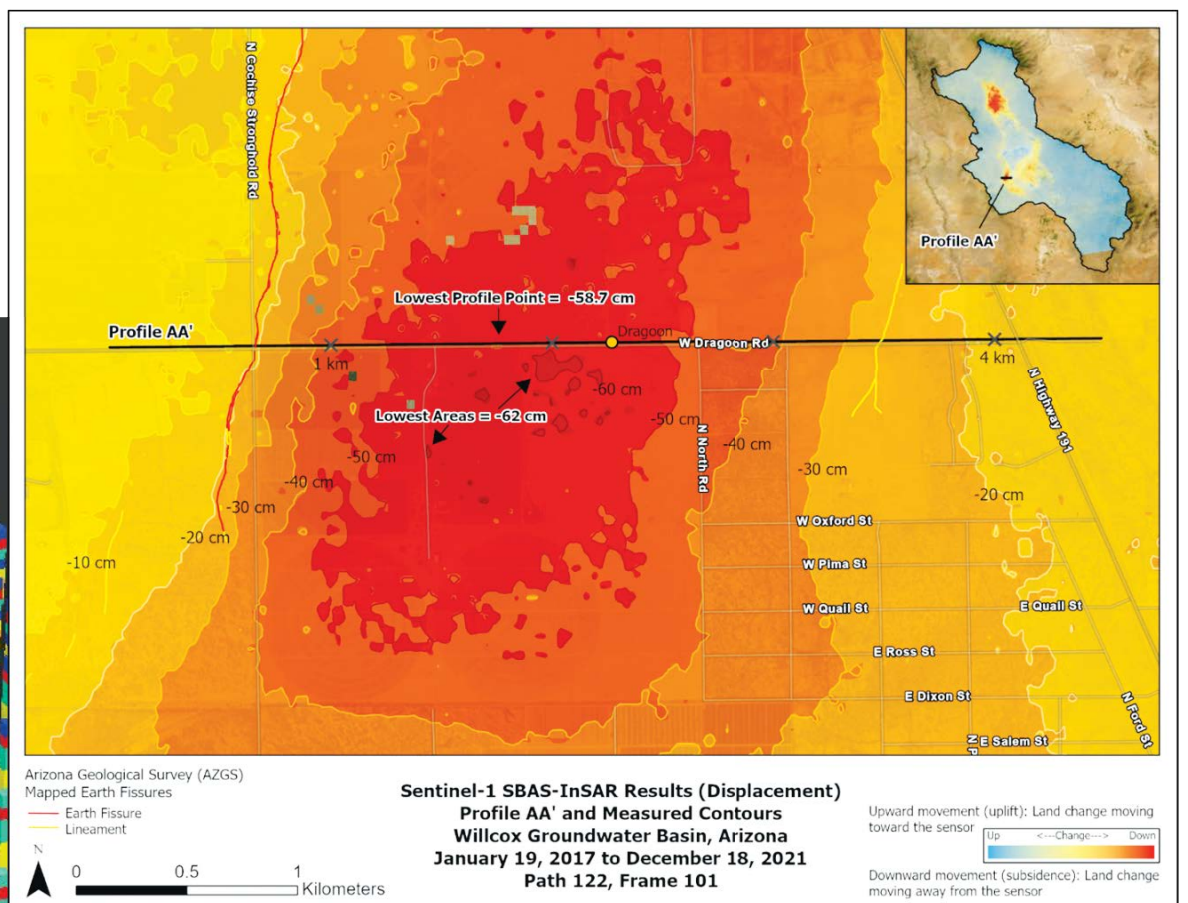 N Cochise Stronghold Rd
Profile AA'
Lowest Profile Point = -58.7 cm
Profile AA'
Dragoon
W Dragoon Rd
1 km
4 km
-60 cm
Lowest Areas = -62 cm
N Highway 191
-50 cm
-40 cm
N North Rd
-50 cm
-30 cm
-40 cm
-20 cm
-30 cm
W Oxford St
-20 cm
-10 cm
W Pima St
W Quail St
E Quail St
E Ross St
E Dixon St
N Ford St
N P
E Salem St
Arizona Geological Survey (AZGS)
Mapped Earth Fissures
Earth Fissure
Lineament
N
0 0.5 1
Kilometers
Sentinel-1 SBAS-InSAR Results (Displacement)
Profile AA' and Measured Contours
Willcox Groundwater Basin, Arizona
January 19, 2017 to December 18, 2021
Path 122, Frame 101
Upward movement (uplift): Land change moving
toward the sensor
Up <---Change---> Down
Downward movement (subsidence): Land change
moving away from the sensor